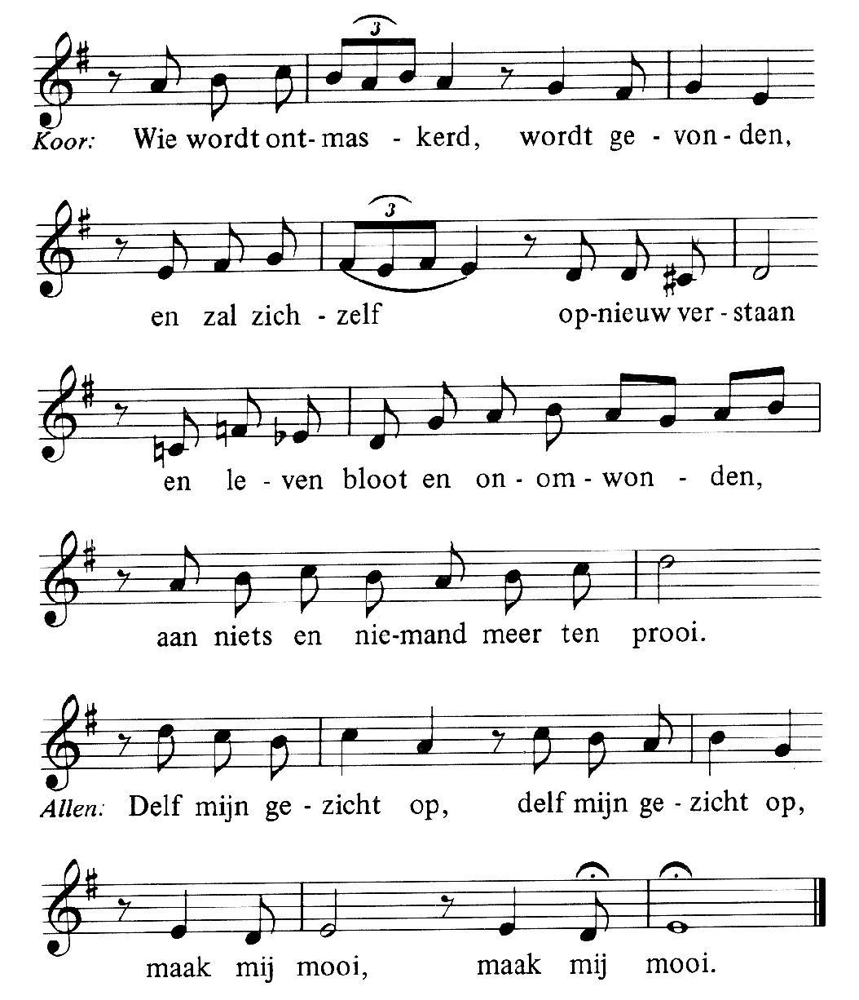 3
Koor: Wie wordt ont-mas - kerd, wordt ge - von - den,
3
en zal zich - zelf op-nieuw ver - staan
en le - ven bloot en on - om - won - den,
aan niets en nie-mand meer ten prooi.
Allen: Delf mijn ge - zicht op, delf mijn ge - zicht op,
maak mij mooi, maak mij mooi.